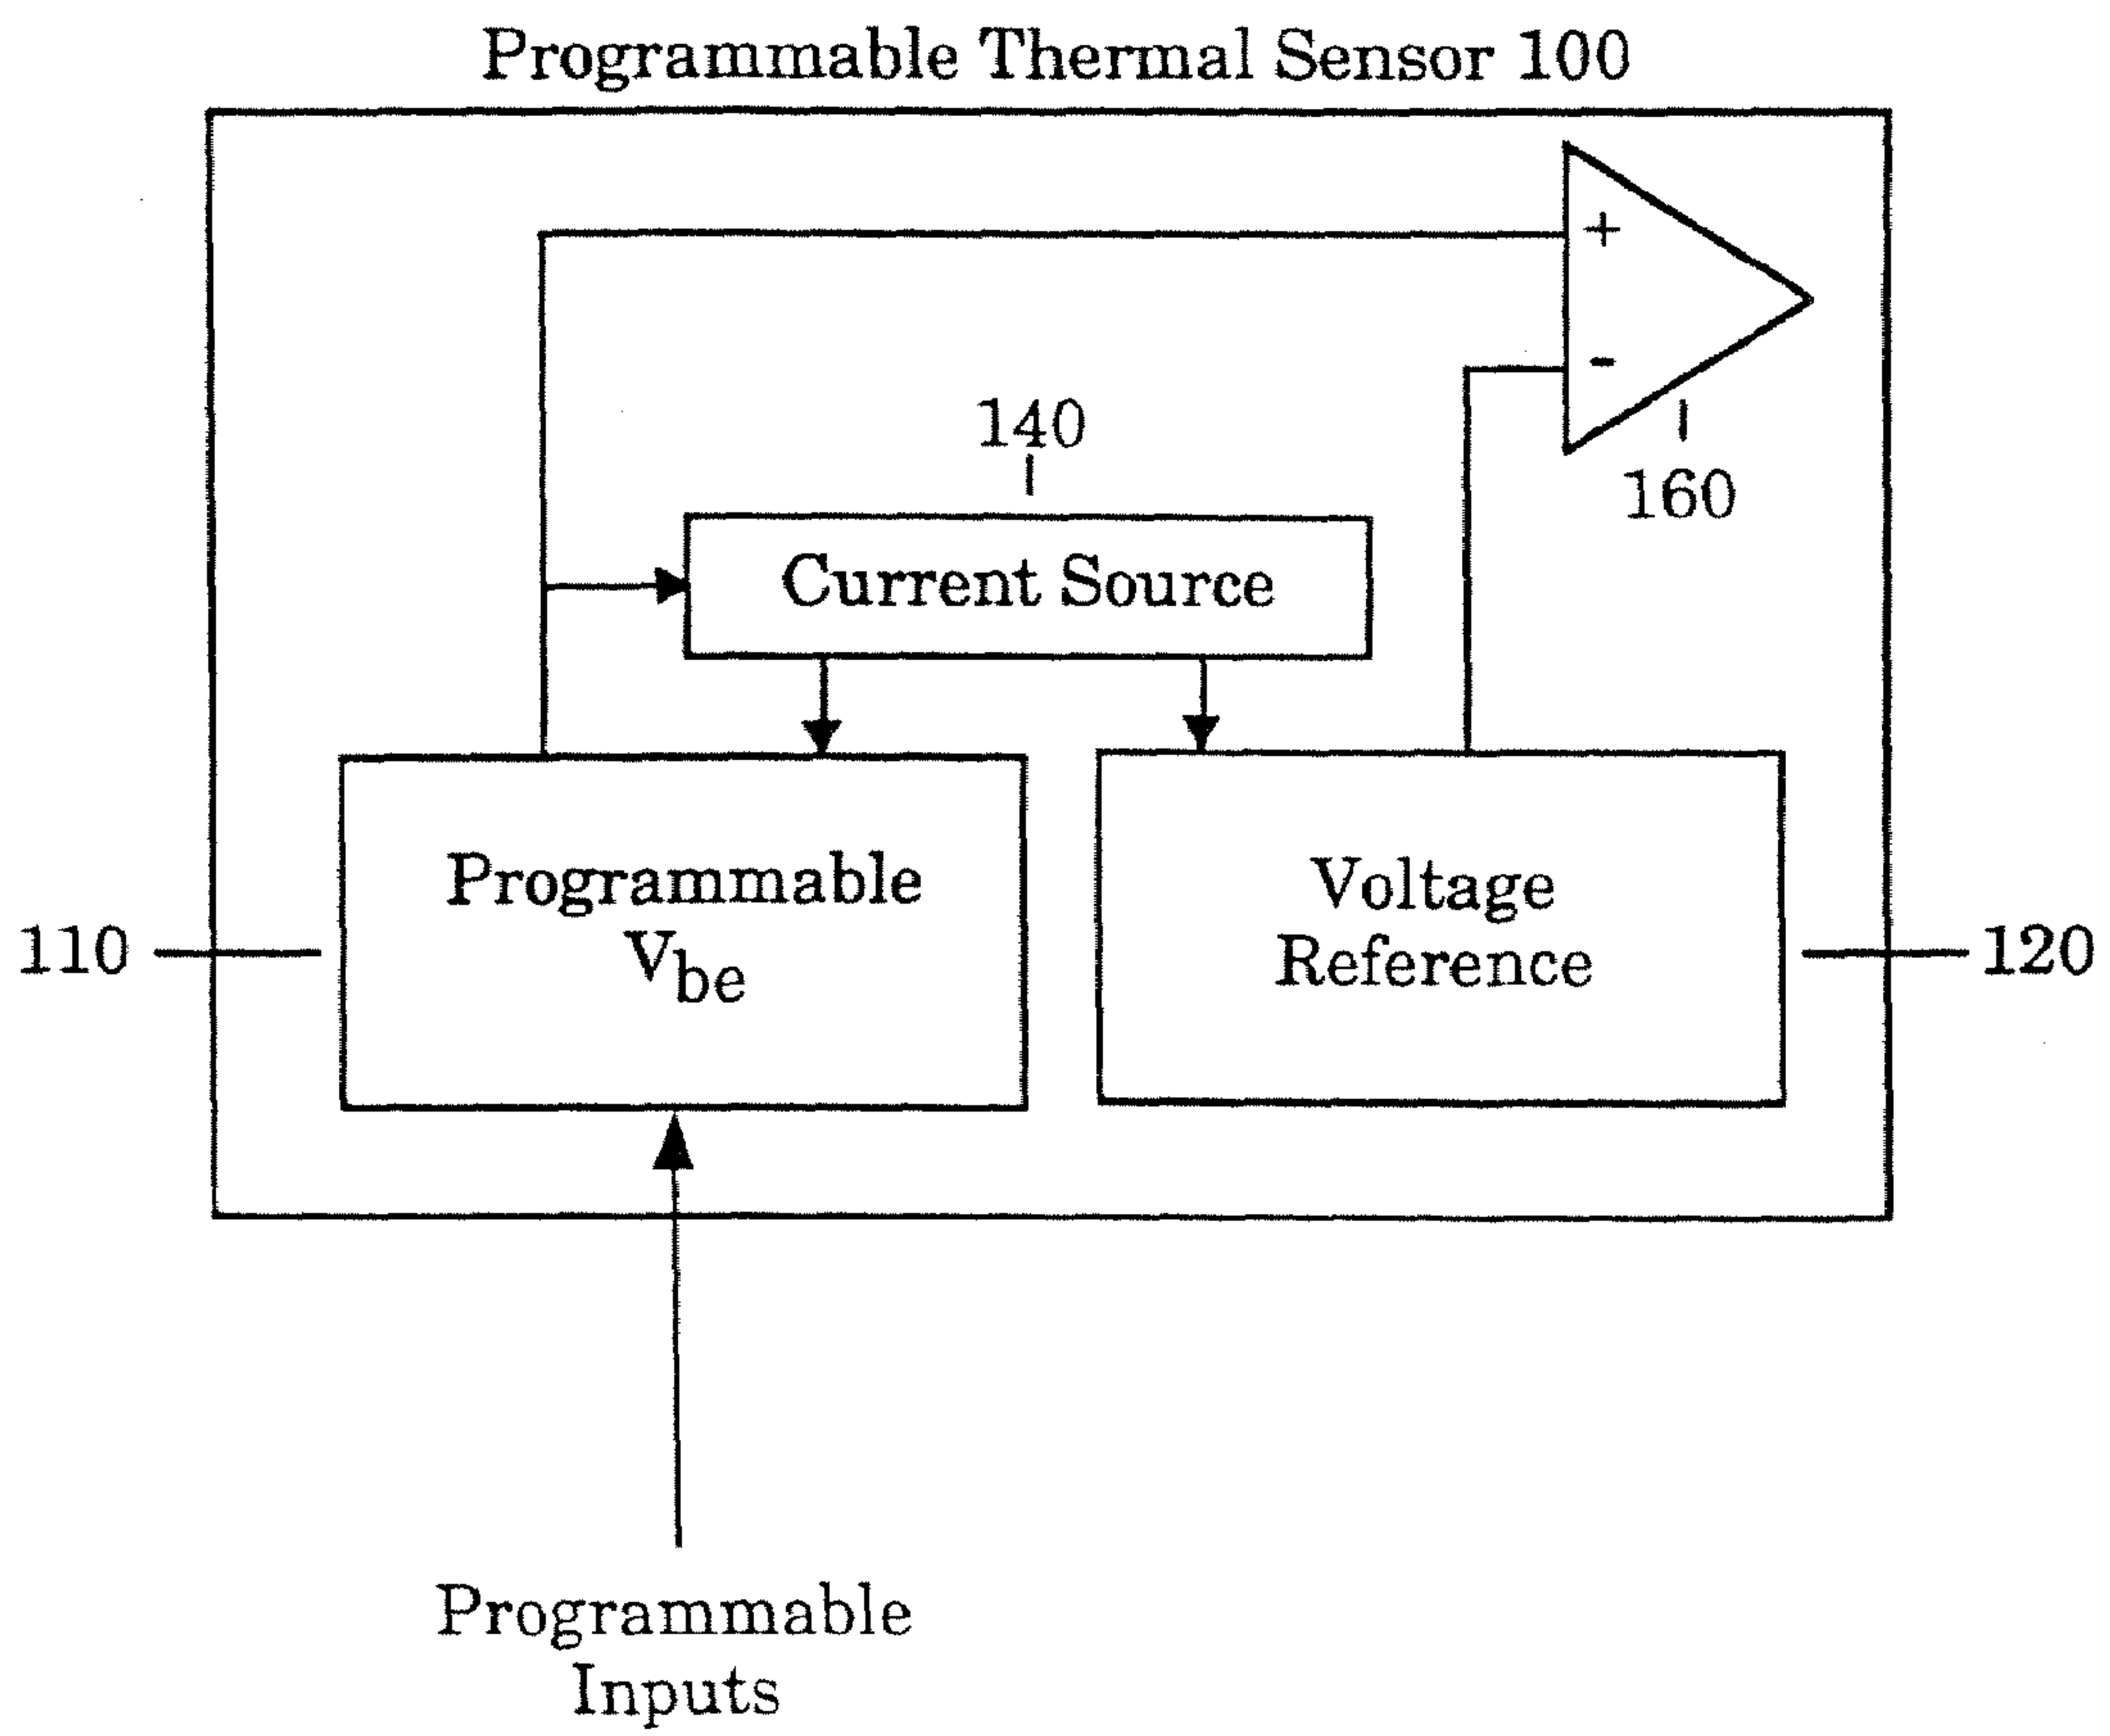 Programmable Thermal Sensor 100
+
-
140
160
Current Source
Programmable
Vbe
Voltage
Reference
110
120
Programmable
Inputs